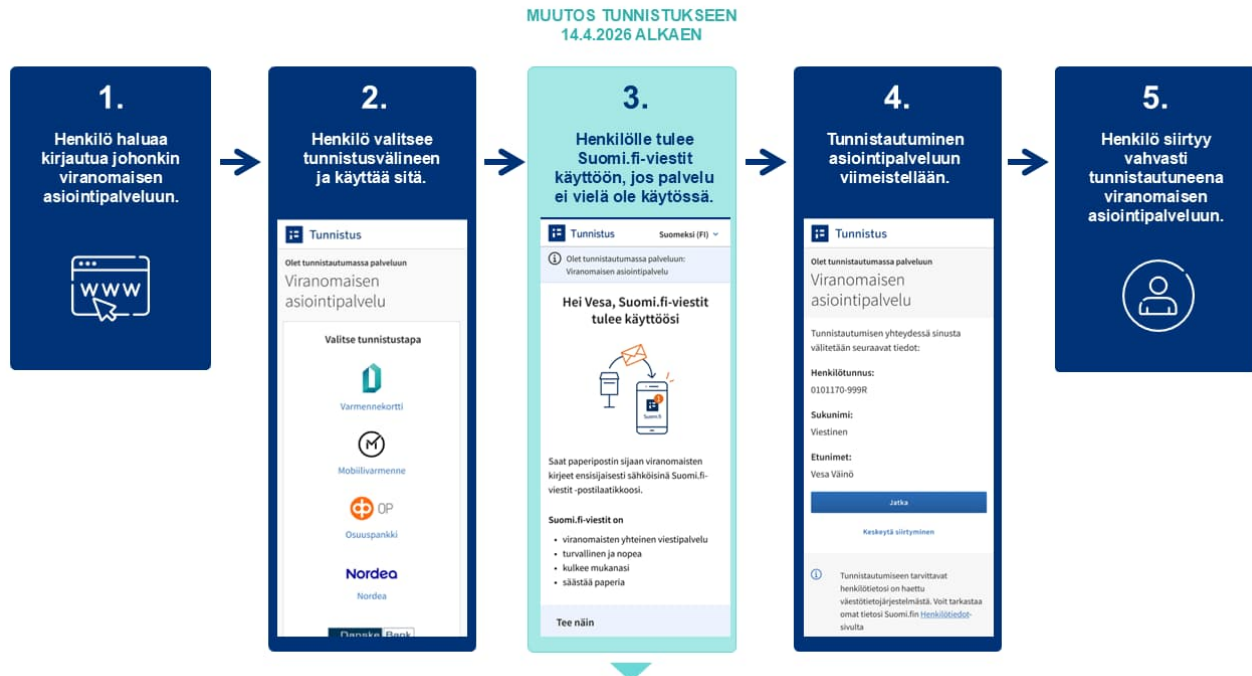 MUUTOS TUNNISTUKSEEN
14.4.2026 ALKAEN
1.
Henkilö haluaa
kirjautua johonkin
viranomaisen
asiointipalveluun.
WWW
2.
Henkilö valitsee
tunnistusvälineen
ja käyttää sitä.
Tunnistus
Olet tunnistautumassa palveluun
Viranomaisen
asiointipalvelu
Valitse tunnistustapa
Varmennekortti
Mobiilivarmenne
OP
Osuuspankki
Nordea
Nordea
Danske Bank
3.
Henkilölle tulee
Suomi.fi-viestit
käyttöön, jos palvelu
ei vielä ole käytössä.
Tunnistus Suomeksi (FI)
Olet tunnistautumassa palveluun:
Viranomaisen asiointipalvelu
Hei Vesa, Suomi.fi-viestit
tulee käyttöösi
Suomi.fi
Saat paperipostin sijaan viranomaisten
kirjeet ensisijaisesti sähköisinä Suomi.fi-
viestit -postilaatikkoosi.
Suomi.fi-viestit on
• viranomaisten yhteinen viestipalvelu
• turvallinen ja nopea
• kulkee mukanasi
• säästää paperia
Tee näin
4.
Tunnistautuminen
asiointipalveluun
viimeistellään.
Tunnistus
Olet tunnistautumassa palveluun
Viranomaisen
asiointipalvelu
Tunnistautumisen yhteydessä sinusta
välitetään seuraavat tiedot:
Henkilötunnus:
0101170-999R
Sukunimi:
Viestinen
Etunimet:
Vesa Väinö
Jatka
Keskeytä siirtyminen
Tunnistautumiseen tarvittavat
henkilötietosi on haettu
väestötietojärjestelmästä. Voit tarkastaa
omat tietosi Suomi.fin Henkilötiedot-
sivulta
5.
Henkilö siirtyy
vahvasti
tunnistautuneena
viranomaisen
asiointipalveluun.